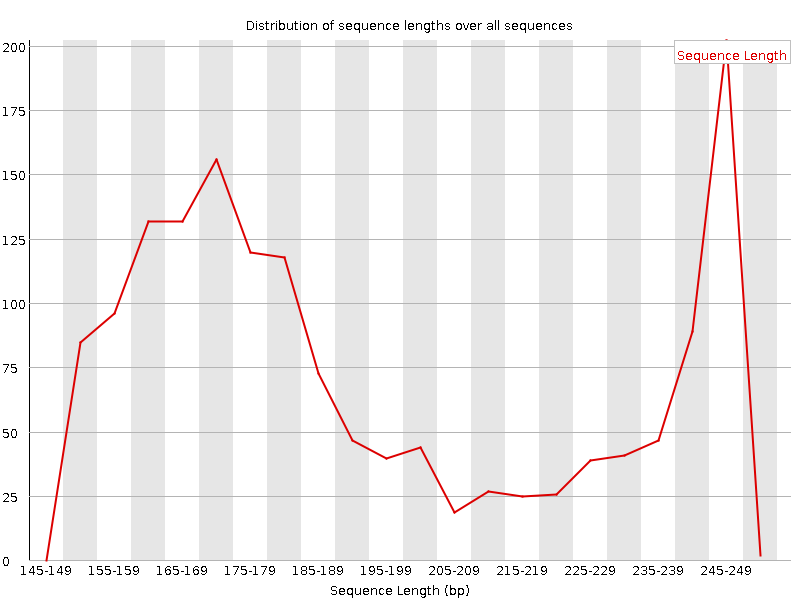 Distribution of sequence lengths over all sequences
Sequence Length
200
175
150
125
100
75
50
25
0
145-149 155-159 165-169 175-179 185-189 195-199 205-209 215-219 225-229 235-239 245-249
Sequence Length (bp)